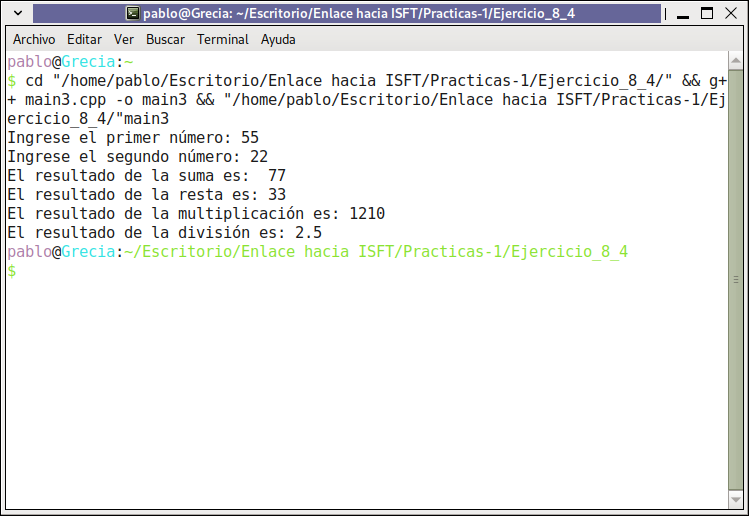 pablo@Grecia: ~/Escritorio/Enlace hacia ISFT/Practicas-1/Ejercicio_8_4
Archivo Editar Ver Buscar Terminal Ayuda
pablo@Grecia:~
$ cd "/home/pablo/Escritorio/Enlace hacia ISFT/Practicas-1/Ejercicio_8_4/" && g+
+ main3.cpp -o main3 && "/home/pablo/Escritorio/Enlace hacia ISFT/Practicas-1/Ej
ercicio_8_4/"main3
Ingrese el primer número: 55
Ingrese el segundo número: 22
El resultado de la suma es:  77
El resultado de la resta es: 33
El resultado de la multiplicación es: 1210
El resultado de la división es: 2.5
pablo@Grecia:~/Escritorio/Enlace hacia ISFT/Practicas-1/Ejercicio_8_4
$